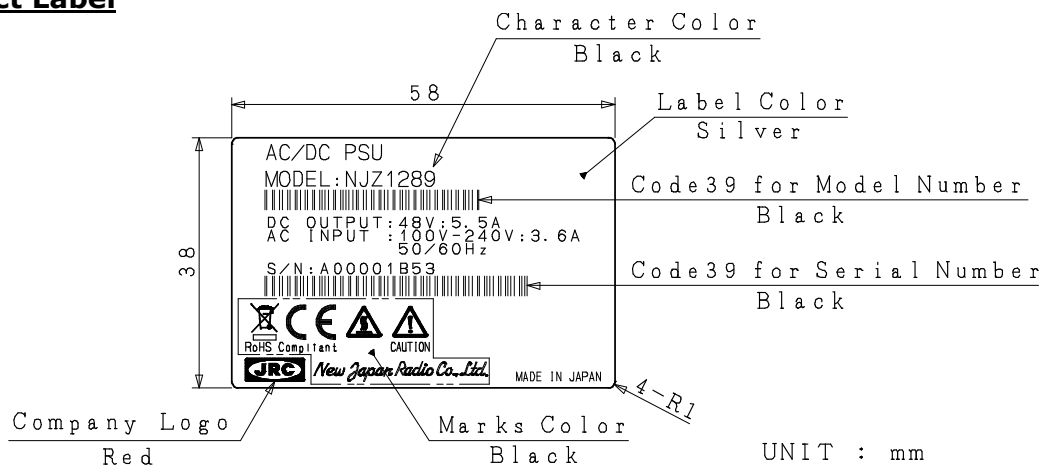 ct Label
Character Color
Black
58
Label Color
Silver
AC/DC PSU
MODEL:NJZ1289
Code39 for Model Number
Black
DC OUTPUT:48V:5.5A
AC INPUT :100V-240V:3.6A
50/60Hz
38
S/N:A00001B53
Code39 for Serial Number
Black
CE
RoHS Compliant
CAUTION
JRC New Japan Radio Co., Ltd.
MADE IN JAPAN
4-R1
Company Logo
Red
Marks Color
Black
UNIT : mm